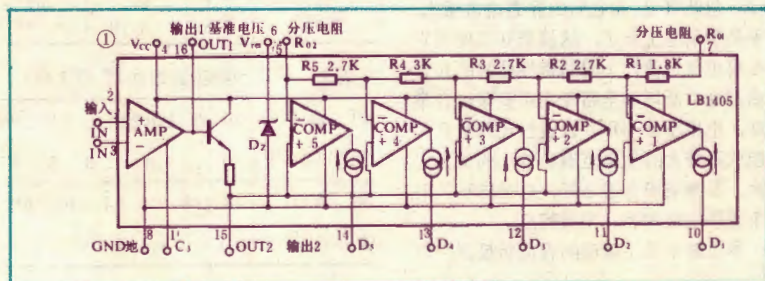 ①
输出1 基准电压 6 分压电阻
Vcc 4 16 OUT1 5 R02
分压电阻
7
R5 2.7K R4 3K R3 2.7K R2 2.7K R1 1.8K
LB1405
2
输入
IN
IN 3
+ AMP −
Dz
− COMP + 5
− COMP + 4
− COMP + 3
− COMP + 2
− COMP + 1
8 1 15 14 13 12 11 10
GND地 OUT2 输出2 D5 D4 D3 D2 D1